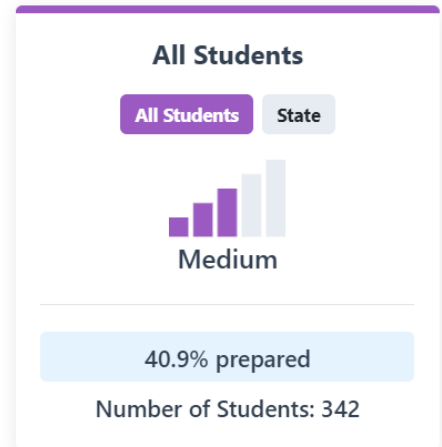 All Students
All Students State
Medium
40.9% prepared
Number of Students: 342